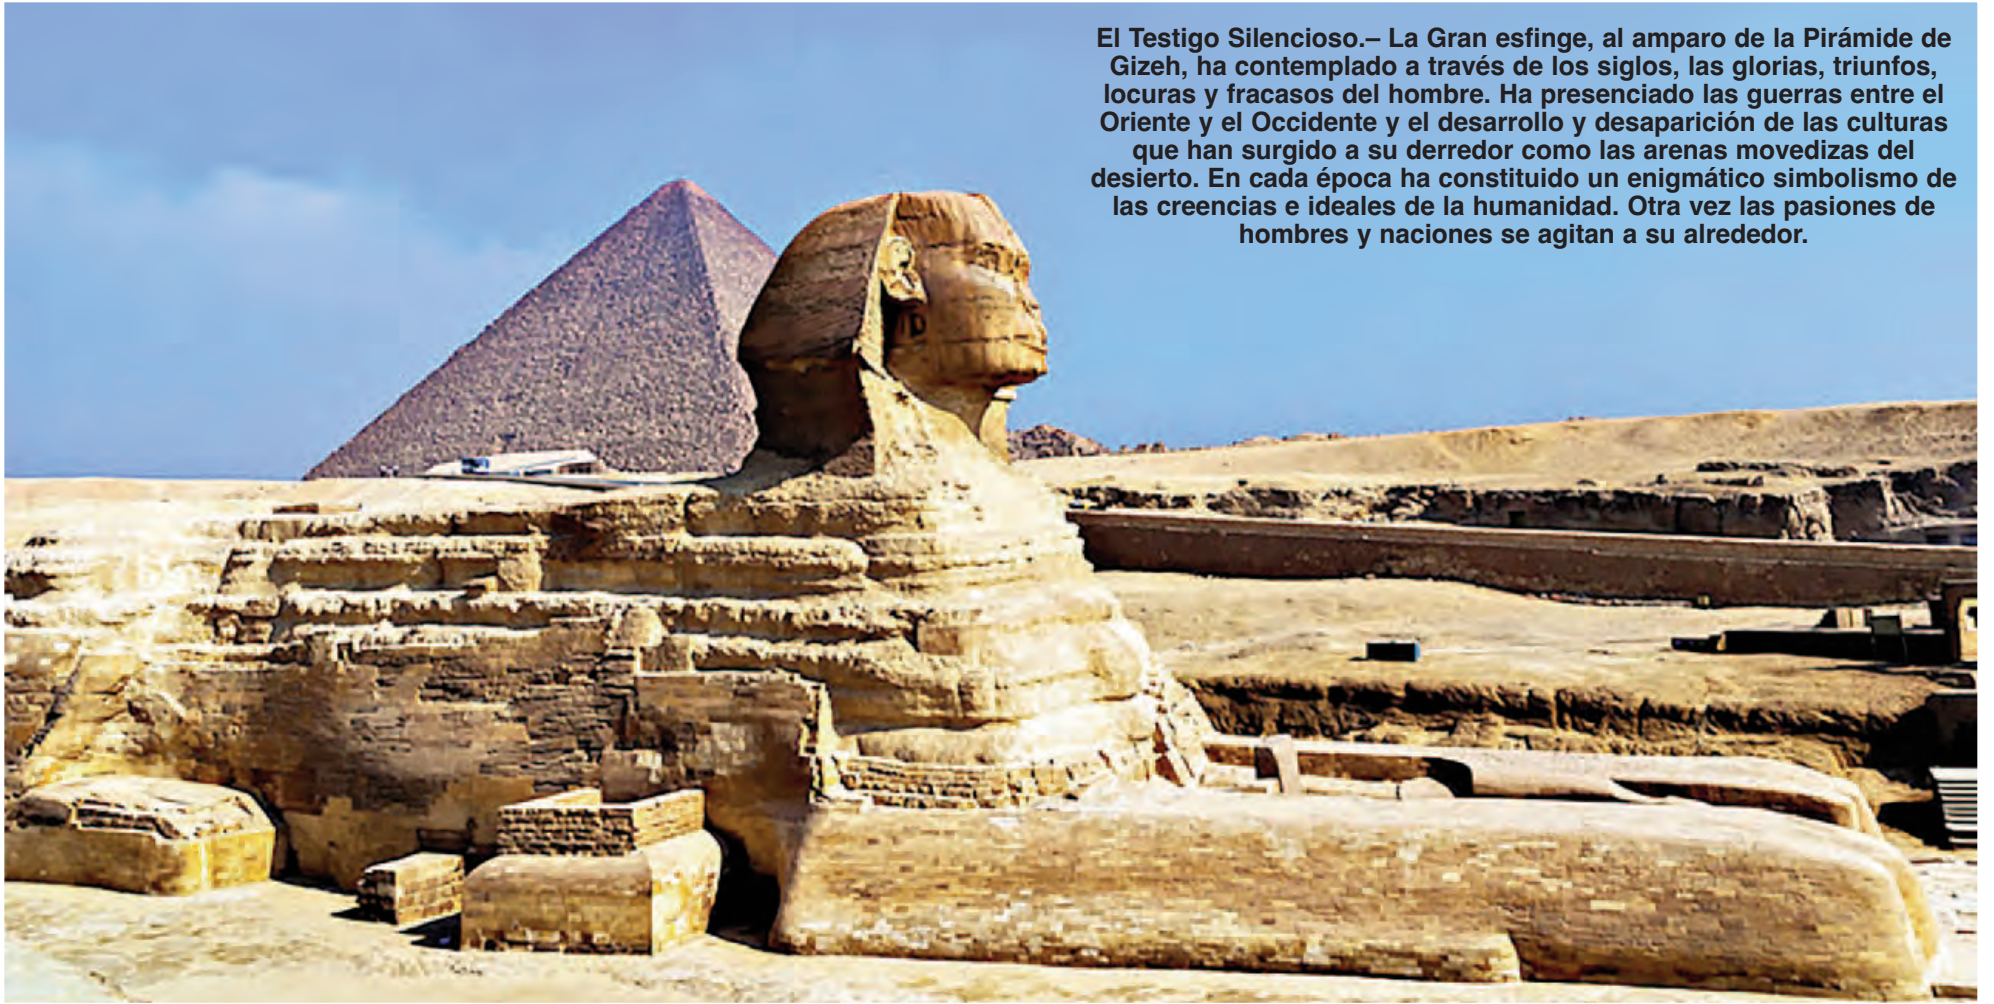 El Testigo Silencioso.– La Gran esfinge, al amparo de la Pirámide de
Gizeh, ha contemplado a través de los siglos, las glorias, triunfos,
locuras y fracasos del hombre. Ha presenciado las guerras entre el
Oriente y el Occidente y el desarrollo y desaparición de las culturas
que han surgido a su derredor como las arenas movedizas del
desierto. En cada época ha constituido un enigmático simbolismo de
las creencias e ideales de la humanidad. Otra vez las pasiones de
hombres y naciones se agitan a su alrededor.